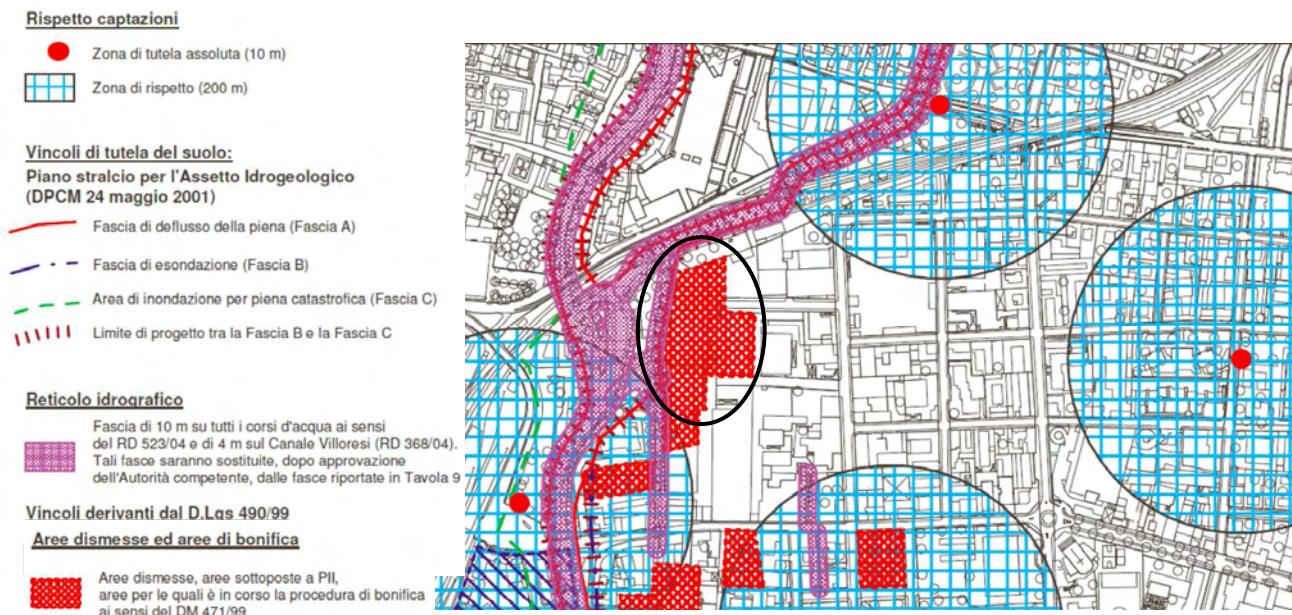 Rispetto captazioni
Zona di tutela assoluta (10 m)
Zona di rispetto (200 m)
Vincoli di tutela del suolo:
Piano stralcio per l'Assetto Idrogeologico
(DPCM 24 maggio 2001)
Fascia di deflusso della piena (Fascia A)
Fascia di esondazione (Fascia B)
Area di inondazione per piena catastrofica (Fascia C)
Limite di progetto tra la Fascia B e la Fascia C
Reticolo idrografico
Fascia di 10 m su tutti i corsi d'acqua ai sensi
del RD 523/04 e di 4 m sul Canale Villoresi (RD 368/04).
Tali fasce saranno sostituite, dopo approvazione
dell'Autorità competente, dalle fasce riportate in Tavola 9
Vincoli derivanti dal D.Lgs 490/99
Aree dismesse ed aree di bonifica
Aree dismesse, aree sottoposte a PII,
aree per le quali è in corso la procedura di bonifica
ai sensi del DM 471/99